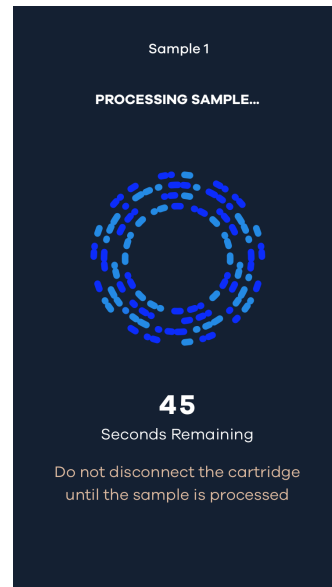 Sample 1
PROCESSING SAMPLE...
45
Seconds Remaining
Do not disconnect the cartridge
until the sample is processed